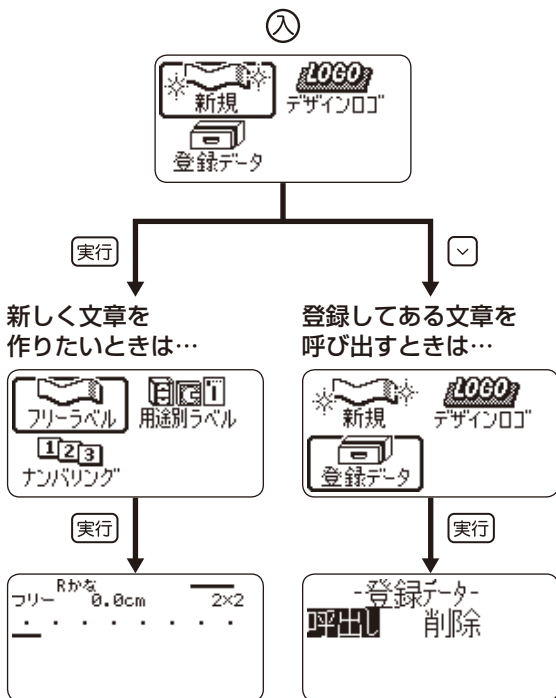 入
新規
LOGO
デザインロゴ
登録データ
実行
新しく文章を
作りたいときは…
フリーラベル
用途別ラベル
123
ナンバリング
実行
Rかな
フリー 0.0cm 2×2
登録してある文章を
呼び出すときは…
新規
LOGO
デザインロゴ
登録データ
実行
-登録データ-
呼出し 削除